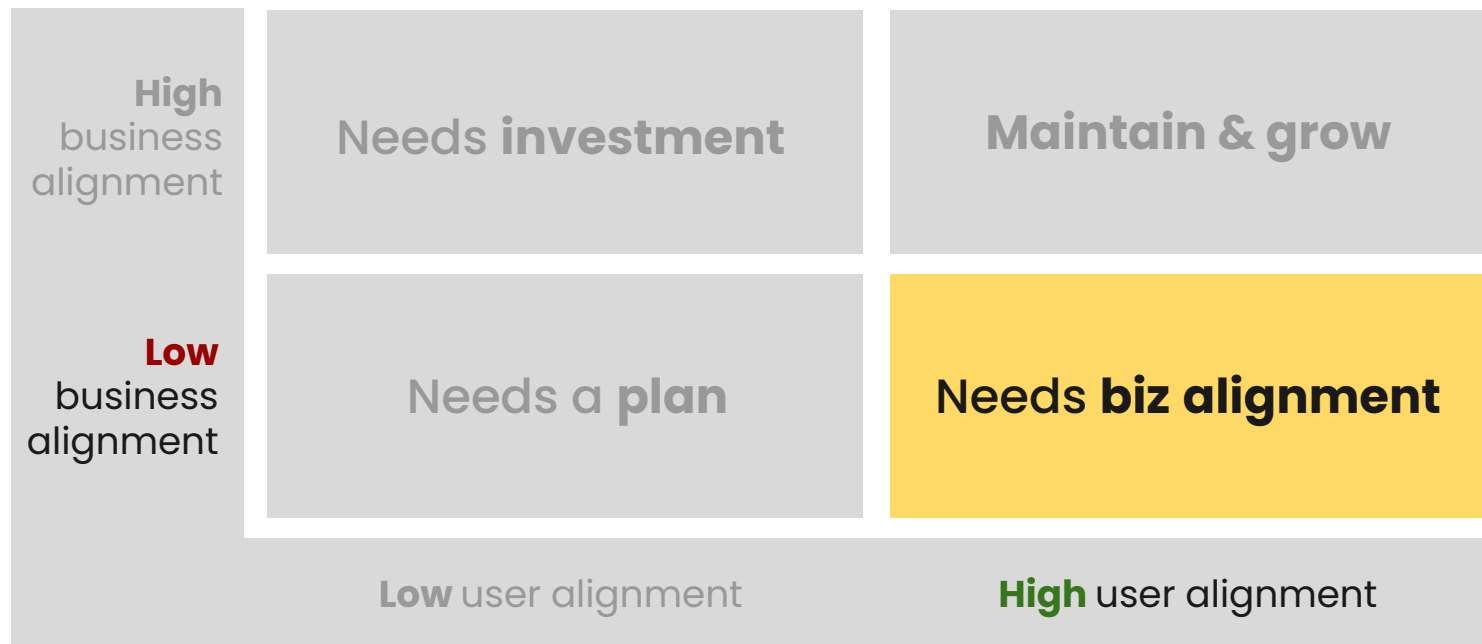 High
business
alignment
Needs investment
Maintain & grow
Low
business
alignment
Needs a plan
Needs biz alignment
Low user alignment
High user alignment